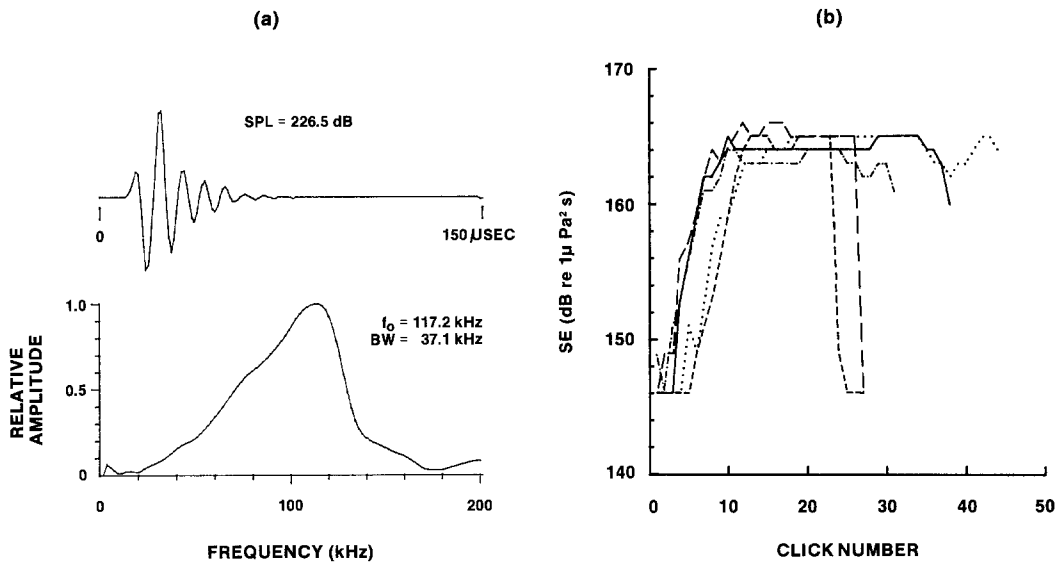 (a)
SPL = 226.5 dB
0
150 µSEC
1.0
0.5
0
RELATIVE
AMPLITUDE
fo = 117.2 kHz
BW = 37.1 kHz
0
100
200
FREQUENCY (kHz)
(b)
170
160
150
140
SE (dB re 1µ Pa² s)
0
10
20
30
40
50
CLICK NUMBER